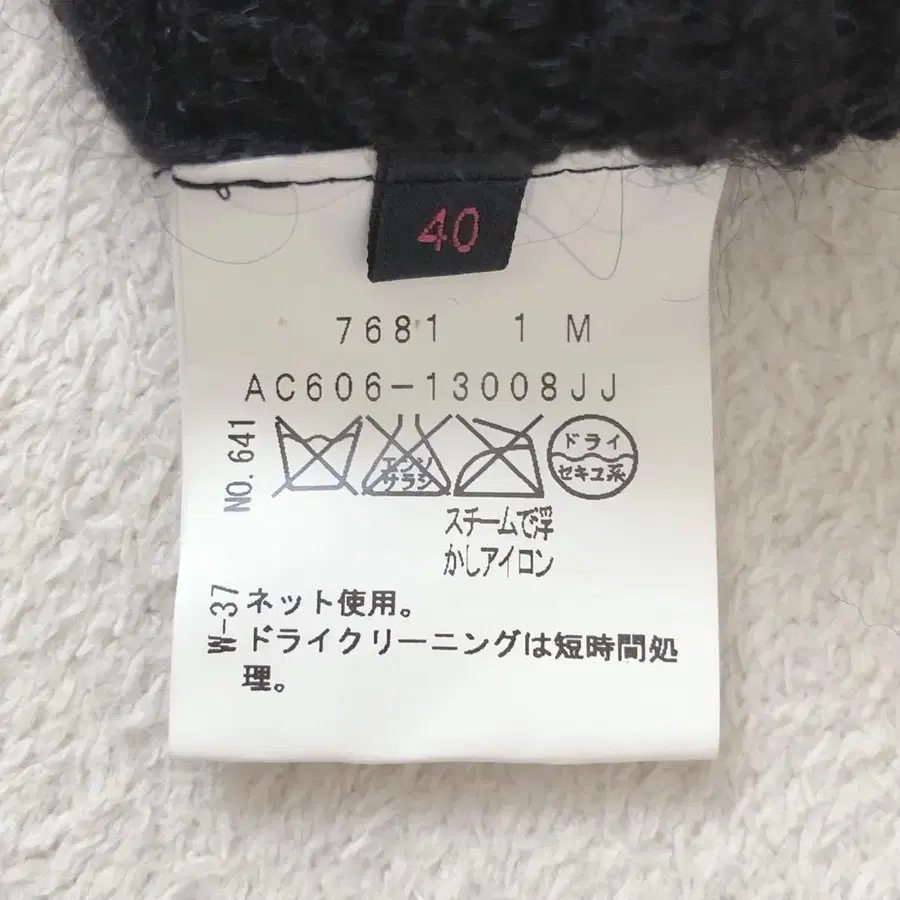 40
7681 1 M
AC606-13008JJ
NO. 641
エンソ
サラシ
ドライ
セキユ系
スチームで浮
かしアイロン
W-37
ネット使用。
ドライクリーニングは短時間処
理。